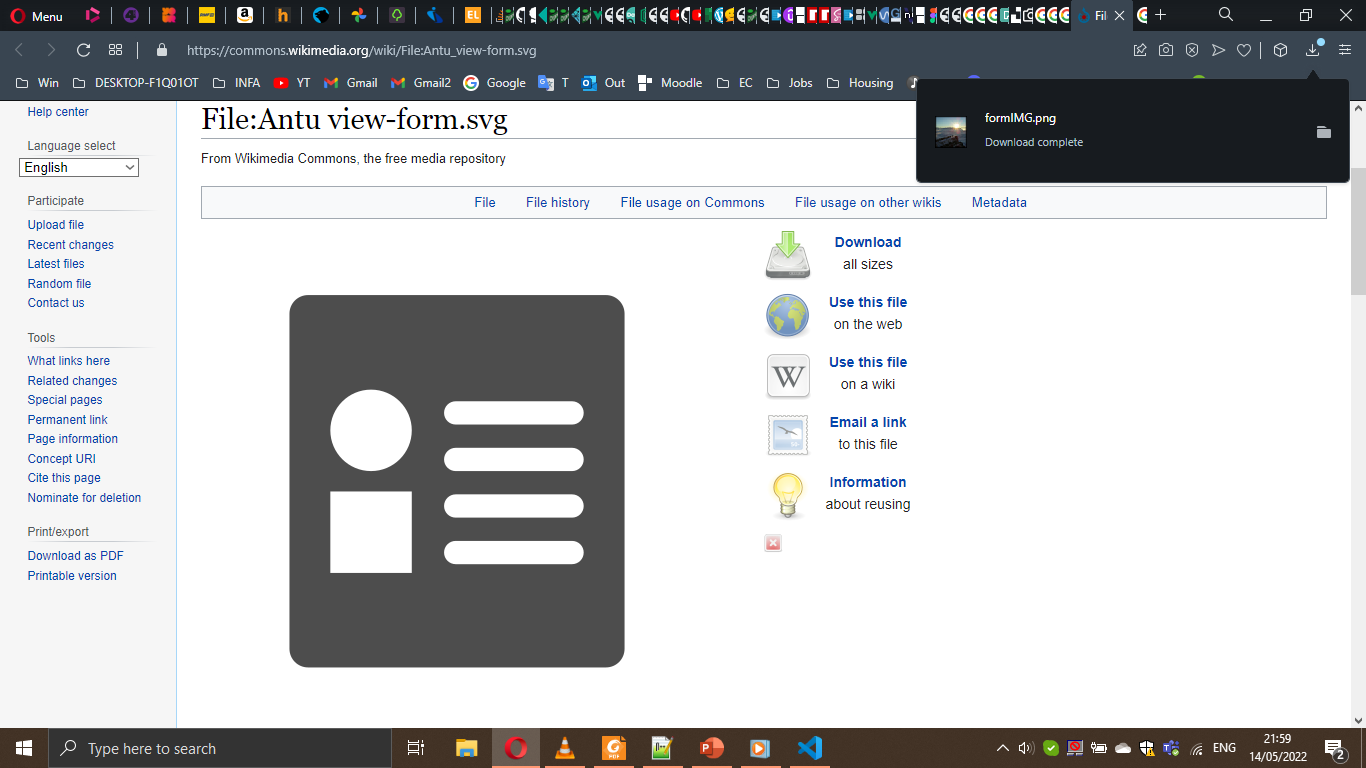 Menu
Fil
https://commons.wikimedia.org/wiki/File:Antu_view-form.svg
Win DESKTOP-F1Q01OT INFA YT Gmail Gmail2 Google T Out Moodle EC Jobs Housing
formIMG.png
Download complete
Help center
Language select
English
Participate
Upload file
Recent changes
Latest files
Random file
Contact us
Tools
What links here
Related changes
Special pages
Permanent link
Page information
Concept URI
Cite this page
Nominate for deletion
Print/export
Download as PDF
Printable version
File:Antu view-form.svg
From Wikimedia Commons, the free media repository
File File history File usage on Commons File usage on other wikis Metadata
Download
all sizes
Use this file
on the web
W
Use this file
on a wiki
Email a link
to this file
Information
about reusing
Type here to search
ENG
21:59
14/05/2022
2